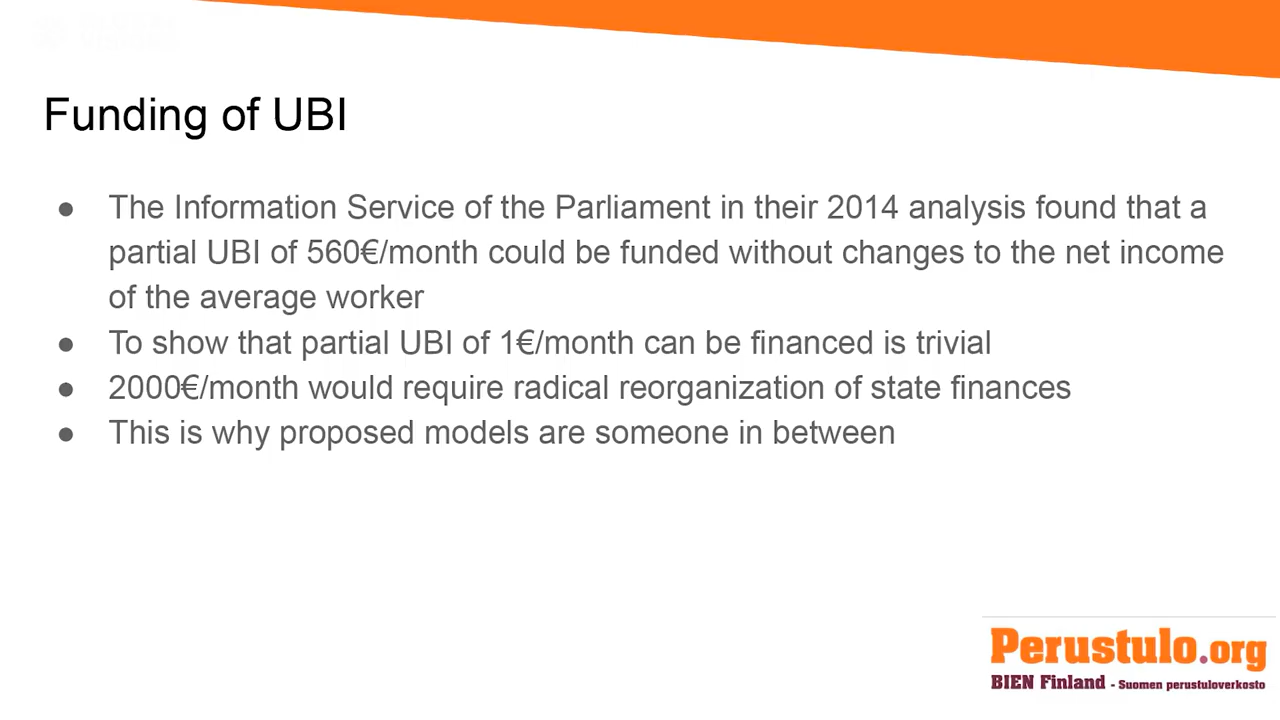 Funding of UBI
● The Information Service of the Parliament in their 2014 analysis found that a
partial UBI of 560€/month could be funded without changes to the net income
of the average worker
● To show that partial UBI of 1€/month can be financed is trivial
● 2000€/month would require radical reorganization of state finances
● This is why proposed models are someone in between
Perustulo.org
BIEN Finland - Suomen perustuloverkosto